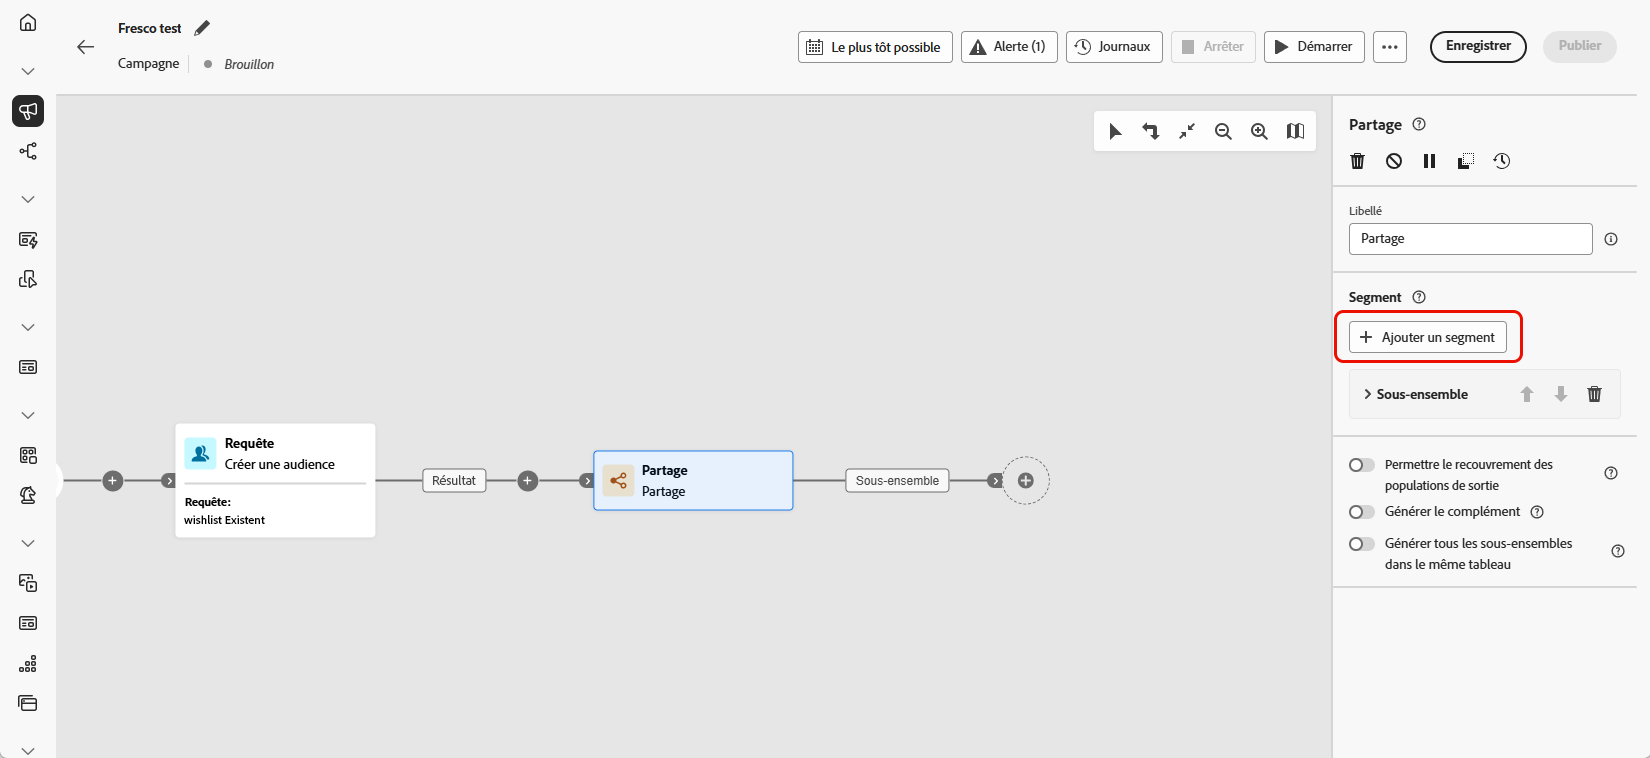 Fresco test
Campagne
Brouillon
Le plus tôt possible
Alerte (1)
Journaux
Arrêter
Démarrer
Enregistrer
Publier
Requête
Créer une audience
Requête:
wishlist Existent
Résultat
Partage
Partage
Sous-ensemble
Partage
Libellé
Partage
Segment
Ajouter un segment
Sous-ensemble
Permettre le recouvrement des
populations de sortie
Générer le complément
Générer tous les sous-ensembles
dans le même tableau